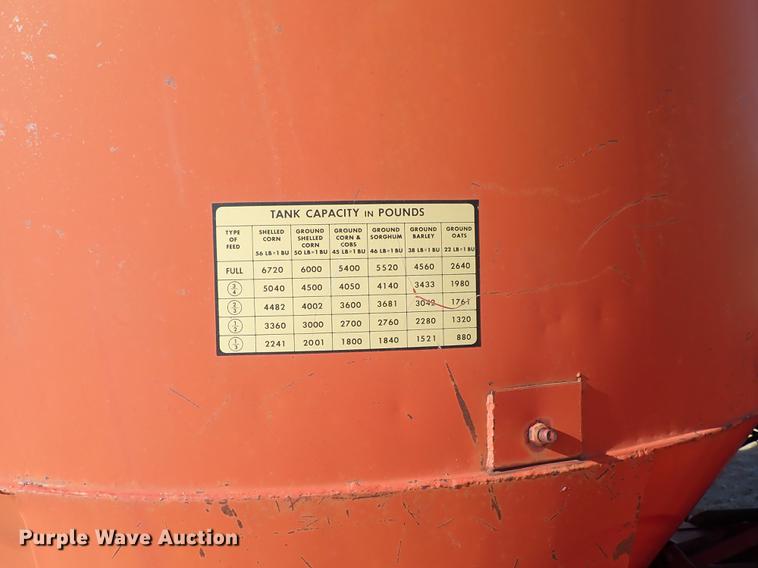 TANK CAPACITY IN POUNDS
TYPE OF FEED SHELLED CORN 56 LB=1 BU GROUND SHELLED CORN 50 LB=1 BU GROUND CORN & COBS 45 LB=1 BU GROUND SORGHUM 46 LB=1 BU GROUND BARLEY 38 LB=1 BU GROUND OATS 22 LB=1 BU
FULL 6720 6000 5400 5520 4560 2640
3/4 5040 4500 4050 4140 3433 1980
2/3 4482 4002 3600 3681 3042 1761
1/2 3360 3000 2700 2760 2280 1320
1/3 2241 2001 1800 1840 1521 880
Purple Wave Auction